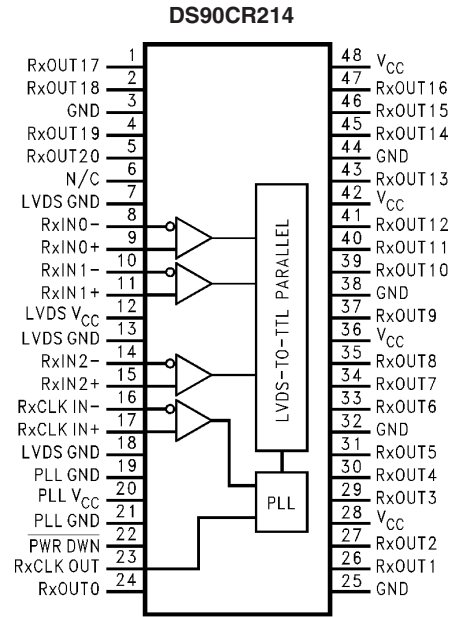 DS90CR214
RxOUT17 1 48 VCC
RxOUT18 2 47 RxOUT16
GND 3 46 RxOUT15
RxOUT19 4 45 RxOUT14
RxOUT20 5 44 GND
N/C 6 43 RxOUT13
LVDS GND 7 42 VCC
RxIN0- 8 41 RxOUT12
RxIN0+ 9 40 RxOUT11
RxIN1- 10 39 RxOUT10
RxIN1+ 11 38 GND
LVDS VCC 12 37 RxOUT9
LVDS GND 13 36 VCC
RxIN2- 14 35 RxOUT8
RxIN2+ 15 34 RxOUT7
RxCLK IN- 16 33 RxOUT6
RxCLK IN+ 17 32 GND
LVDS GND 18 31 RxOUT5
PLL GND 19 30 RxOUT4
PLL VCC 20 29 RxOUT3
PLL GND 21 28 VCC
PWR DWN 22 27 RxOUT2
RxCLK OUT 23 26 RxOUT1
RxOUT0 24 25 GND
LVDS-TO-TTL PARALLEL
PLL